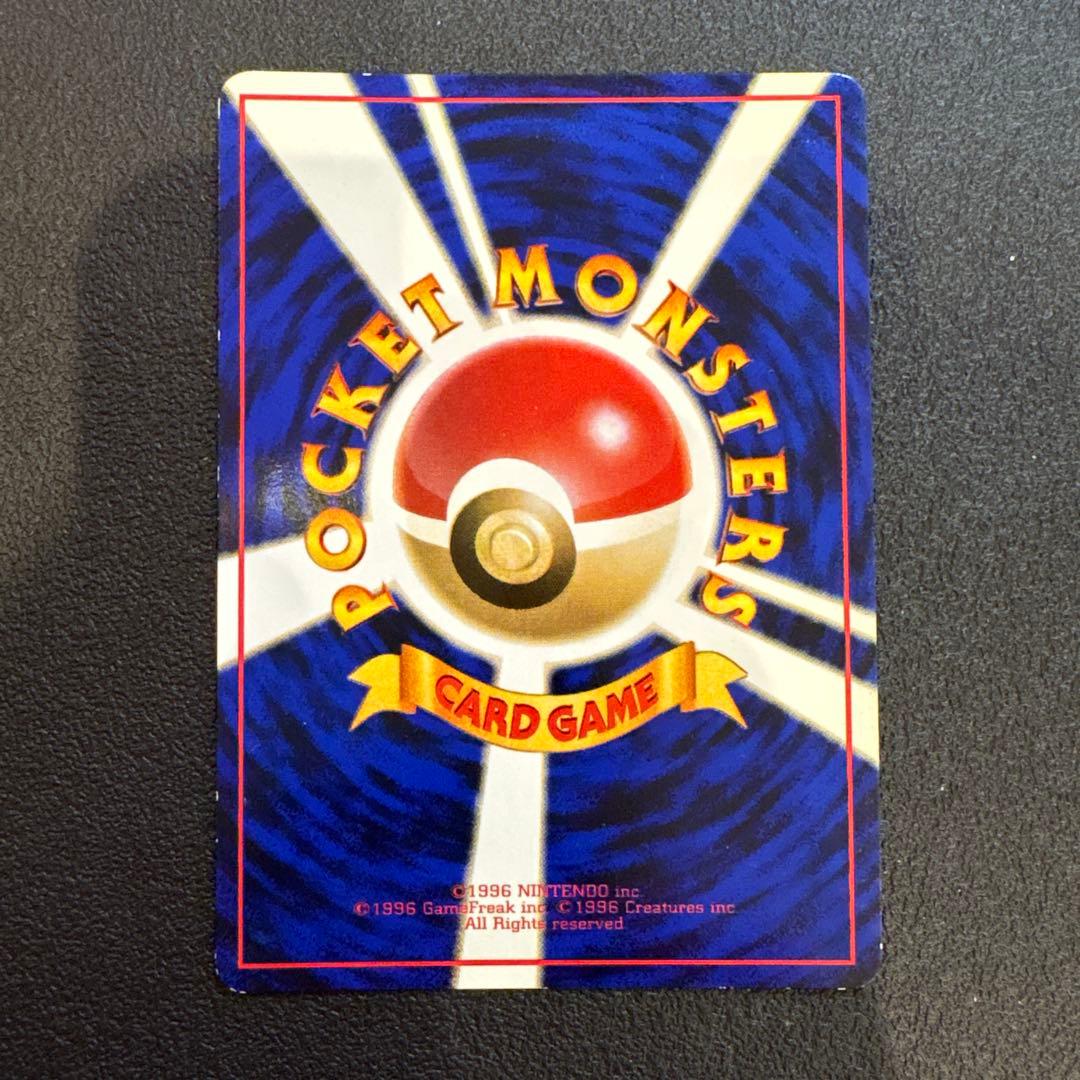 POCKET MONSTERS
CARD GAME
©1996 NINTENDO inc.
©1996 GameFreak inc. ©1996 Creatures inc.
All Rights reserved